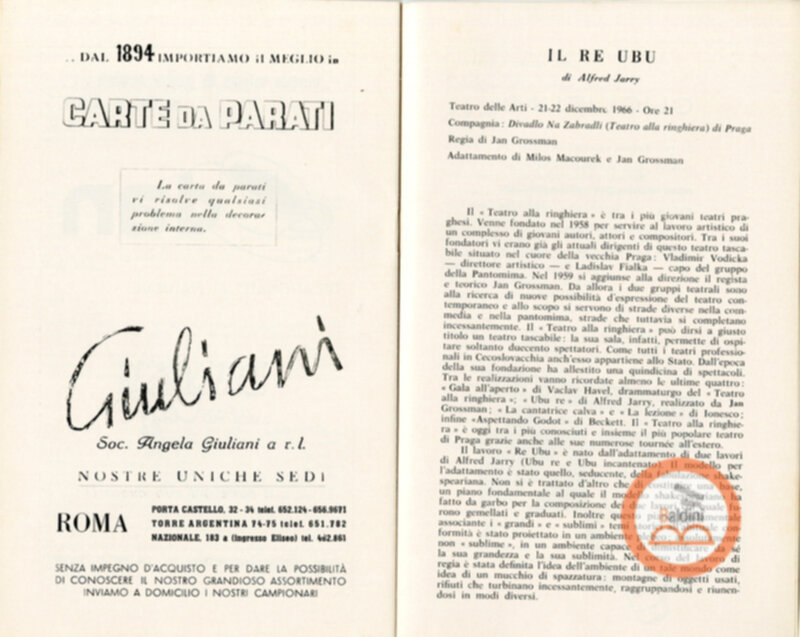 .. DAL 1894 IMPORTIAMO il MEGLIO in
CARTE DA PARATI
La carta da parati
vi risolve qualsiasi
problema nella decora=
zione interna.
Giuliani
Soc. Angela Giuliani a r. l.
NOSTRE UNICHE SEDI
ROMA
PORTA CASTELLO, 32 - 34 telef. 652.124 - 656.9671
TORRE ARGENTINA 74-75 telef. 651.782
NAZIONALE, 183 a (Ingresso Eliseo) tel. 462.861
SENZA IMPEGNO D'ACQUISTO E PER DARE LA POSSIBILITÀ
DI CONOSCERE IL NOSTRO GRANDIOSO ASSORTIMENTO
INVIAMO A DOMICILIO I NOSTRI CAMPIONARI
IL RE UBU
di Alfred Jarry
Teatro delle Arti - 21-22 dicembre 1966 - Ore 21
Compagnia: Divadlo Na Zabradli (Teatro alla ringhiera) di Praga
Regia di Jan Grossman
Adattamento di Milos Macourek e Jan Grossman
Il « Teatro alla ringhiera » è tra i più giovani teatri pra-
ghesi. Venne fondato nel 1958 per servire al lavoro artistico di
un complesso di giovani autori, attori e compositori. Tra i suoi
fondatori vi erano già gli attuali dirigenti di questo teatro tasca-
bile situato nel cuore della vecchia Praga: Vladimir Vodicka
— direttore artistico — e Ladislav Fialka — capo del gruppo
della Pantomima. Nel 1959 si aggiunse alla direzione il regista
e teorico Jan Grossman. Da allora i due gruppi teatrali sono
alla ricerca di nuove possibilità d'espressione del teatro con-
temporaneo e allo scopo si servono di strade diverse nella com-
media e nella pantomima, strade che tuttavia si completano
incessantemente. Il « Teatro alla ringhiera » può dirsi a giusto
titolo un teatro tascabile: la sua sala, infatti, permette di ospi-
tare soltanto duecento spettatori. Come tutti i teatri professio-
nali in Cecoslovacchia anch'esso appartiene allo Stato. Dall'epoca
della sua fondazione ha allestito una quindicina di spettacoli.
Tra le realizzazioni vanno ricordate almeno le ultime quattro:
« Gala all'aperto » di Vaclav Havel, drammaturgo del « Teatro
alla ringhiera »; « Ubu re » di Alfred Jarry, realizzato da Jan
Grossman; « La cantatrice calva » e « La lezione » di Ionesco;
infine «Aspettando Godot» di Beckett. Il « Teatro alla ringhie-
ra » è oggi tra i più conosciuti e insieme il più popolare teatro
di Praga grazie anche alle sue numerose tournée all'estero.
Il lavoro « Re Ubu » è nato dall'adattamento di due lavori
di Alfred Jarry (Ubu re e Ubu incatenato). Il modello per
l'adattamento è stato quello, seducente, della shake-
speariana. Non si è trattato d'altro che di costruire una
un piano fondamentale al quale il
fatto da garbo per la composizione dei
rono gemellati e graduati. Inoltre questo
associante i « grandi » e « sublimi »
formità è stato proiettato in un ambiente
non « sublime », in un ambiente capace di demistificare se
la sua grandezza e la sua sublimità. Nel corso del lavoro di
regia è stata definita l'idea dell'ambiente di un tale mondo come
idea di un mucchio di spazzatura: montagne di oggetti usati,
rifiuti che turbinano incessantemente, raggruppandosi e riunen-
dosi in modi diversi.
Baldini